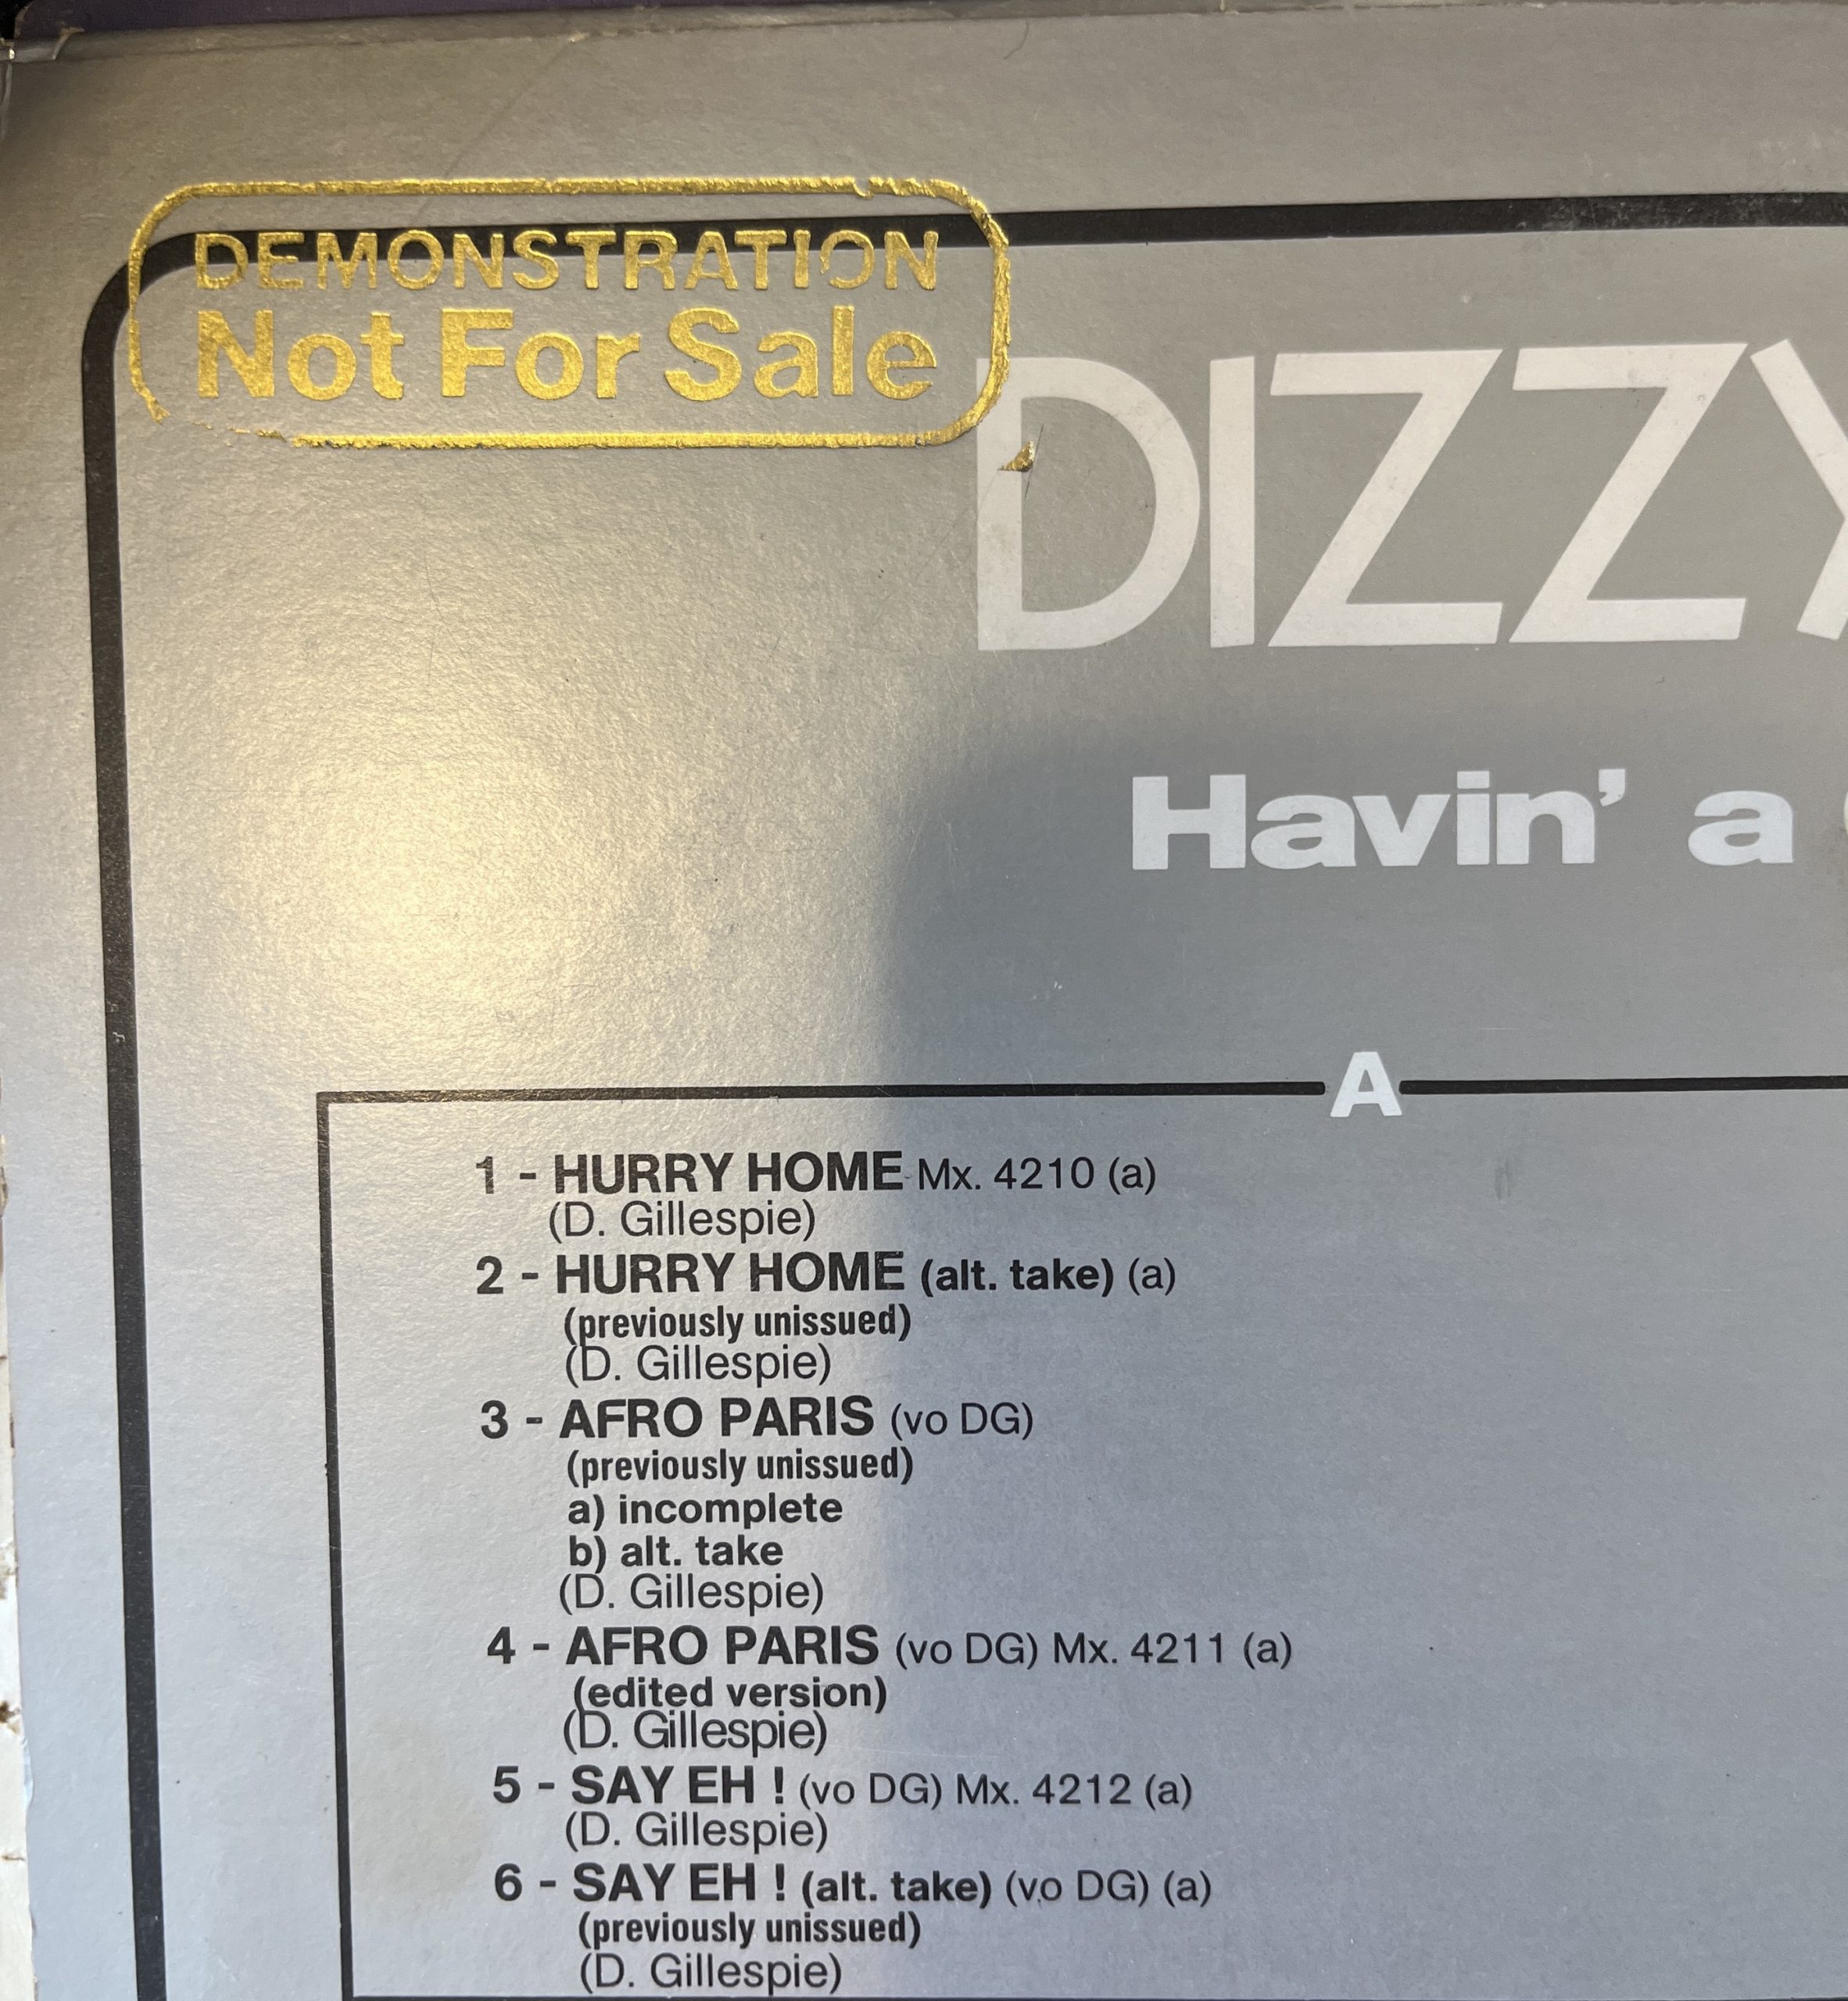 DEMONSTRATION
Not For Sale
DIZZY
Havin' a
A
1 - HURRY HOME Mx. 4210 (a)
(D. Gillespie)
2 - HURRY HOME (alt. take) (a)
(previously unissued)
(D. Gillespie)
3 - AFRO PARIS (vo DG)
(previously unissued)
a) incomplete
b) alt. take
(D. Gillespie)
4 - AFRO PARIS (vo DG) Mx. 4211 (a)
(edited version)
(D. Gillespie)
5 - SAY EH ! (vo DG) Mx. 4212 (a)
(D. Gillespie)
6 - SAY EH ! (alt. take) (vo DG) (a)
(previously unissued)
(D. Gillespie)